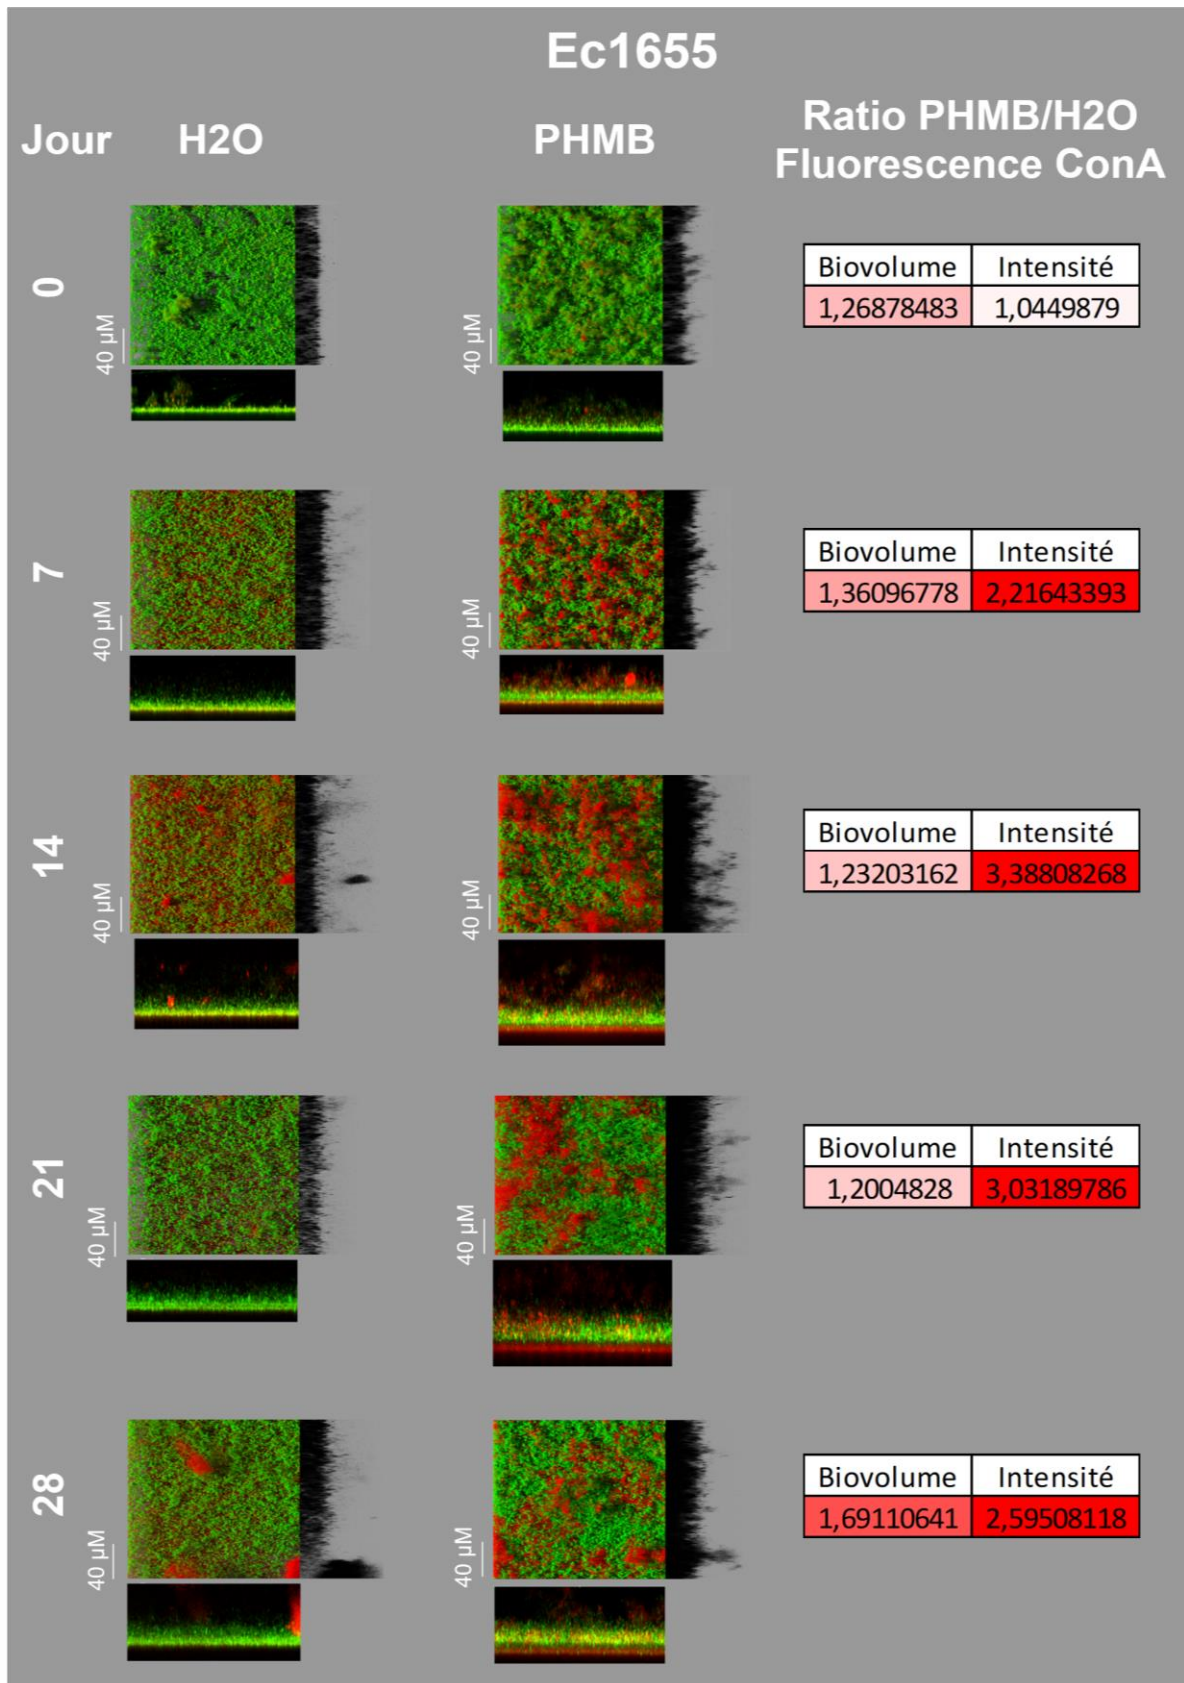 Ec1655
Jour H2O PHMB Ratio PHMB/H2O
Fluorescence ConA
0
40 µM
40 µM
Biovolume Intensité
1,26878483 1,0449879
7
40 µM
40 µM
Biovolume Intensité
1,36096778 2,21643393
14
40 µM
40 µM
Biovolume Intensité
1,23203162 3,38808268
21
40 µM
40 µM
Biovolume Intensité
1,2004828 3,03189786
28
40 µM
40 µM
Biovolume Intensité
1,69110641 2,59508118